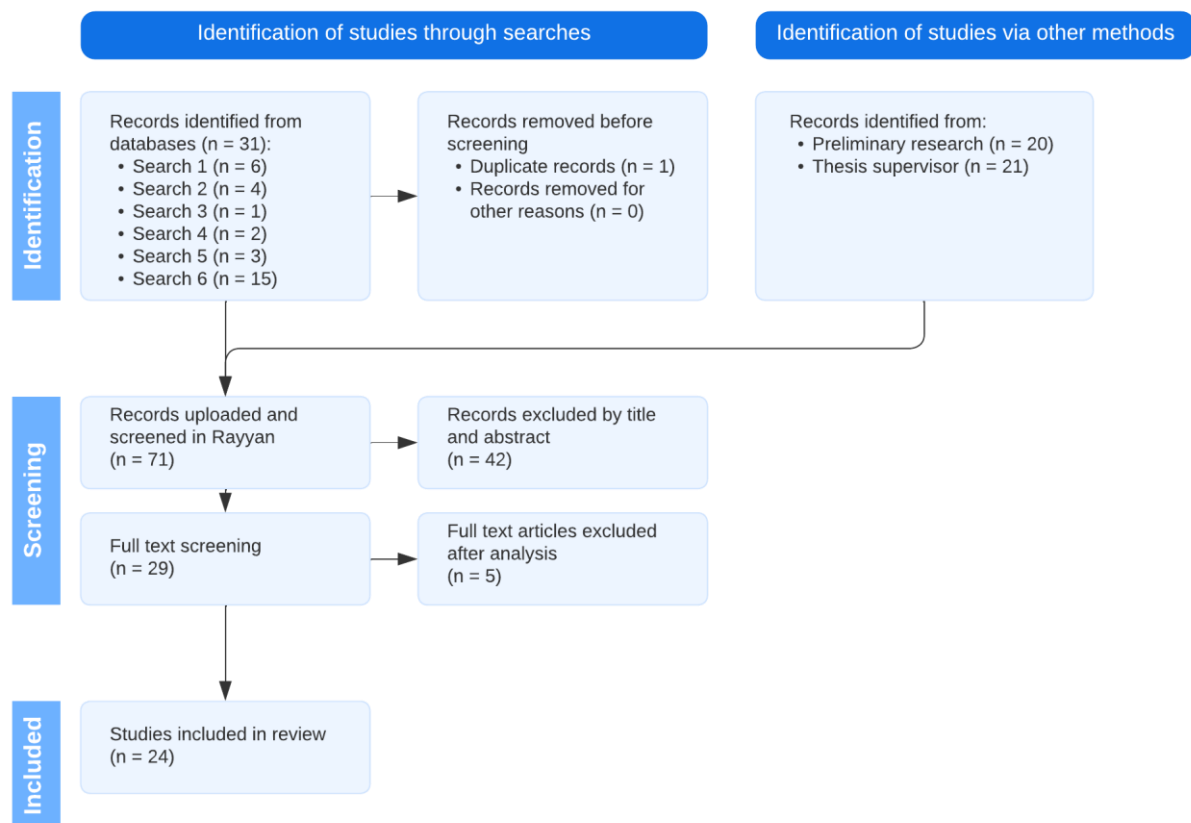 Identification of studies through searches
Identification of studies via other methods
Identification
Records identified from
databases (n = 31):
• Search 1 (n = 6)
• Search 2 (n = 4)
• Search 3 (n = 1)
• Search 4 (n = 2)
• Search 5 (n = 3)
• Search 6 (n = 15)
Records removed before
screening
• Duplicate records (n = 1)
• Records removed for
other reasons (n = 0)
Records identified from:
• Preliminary research (n = 20)
• Thesis supervisor (n = 21)
Screening
Records uploaded and
screened in Rayyan
(n = 71)
Records excluded by title
and abstract
(n = 42)
Full text screening
(n = 29)
Full text articles excluded
after analysis
(n = 5)
Included
Studies included in review
(n = 24)